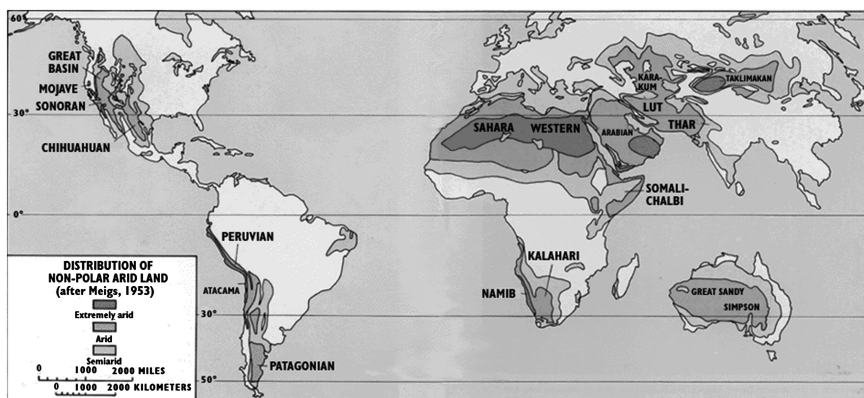 60°
GREAT
BASIN
MOJAVE
SONORAN
30°
CHIHUAHUAN
KARA-
KUM
TAKLIMAKAN
LUT
THAR
SAHARA
WESTERN
ARABIAN
SOMALI-
CHALBI
0°
PERUVIAN
KALAHARI
ATACAMA
NAMIB
GREAT SANDY
SIMPSON
30°
PATAGONIAN
50°
DISTRIBUTION OF
NON-POLAR ARID LAND
(after Meigs, 1953)
Extremely arid
Arid
Semiarid
0 1000 2000 MILES
0 1000 2000 KILOMETERS